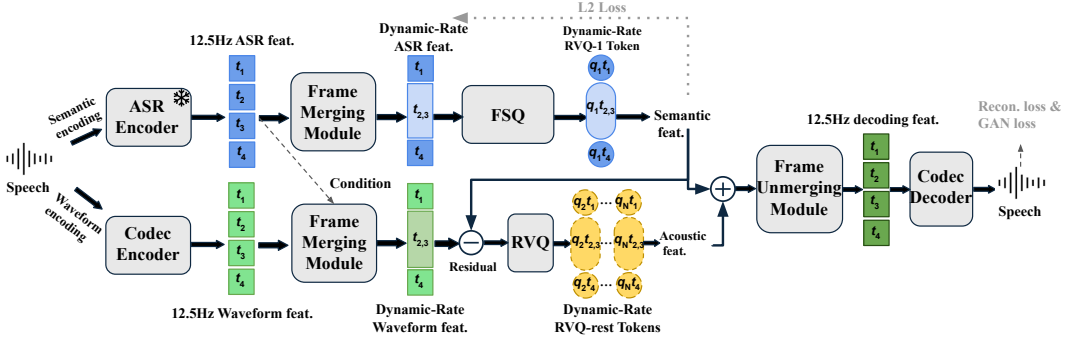 L2 Loss
12.5Hz ASR feat.
Dynamic-Rate
ASR feat.
Dynamic-Rate
RVQ-1 Token
Semantic
encoding
ASR
Encoder
t1
t2
t3
t4
Frame
Merging
Module
t1
t2,3
t4
FSQ
q1t1
q1t2,3
q1t4
Semantic
feat.
Speech
Condition
Waveform
encoding
Codec
Encoder
t1
t2
t3
t4
12.5Hz Waveform feat.
Frame
Merging
Module
t1
t2,3
t4
Dynamic-Rate
Waveform feat.
Residual
RVQ
q2t1 ... qNt1
q2t2,3 qNt2,3
q2t4 ... qNt4
Dynamic-Rate
RVQ-rest Tokens
Acoustic
feat.
Frame
Unmerging
Module
12.5Hz decoding feat.
t1
t2
t3
t4
Codec
Decoder
Recon. loss &
GAN loss
Speech